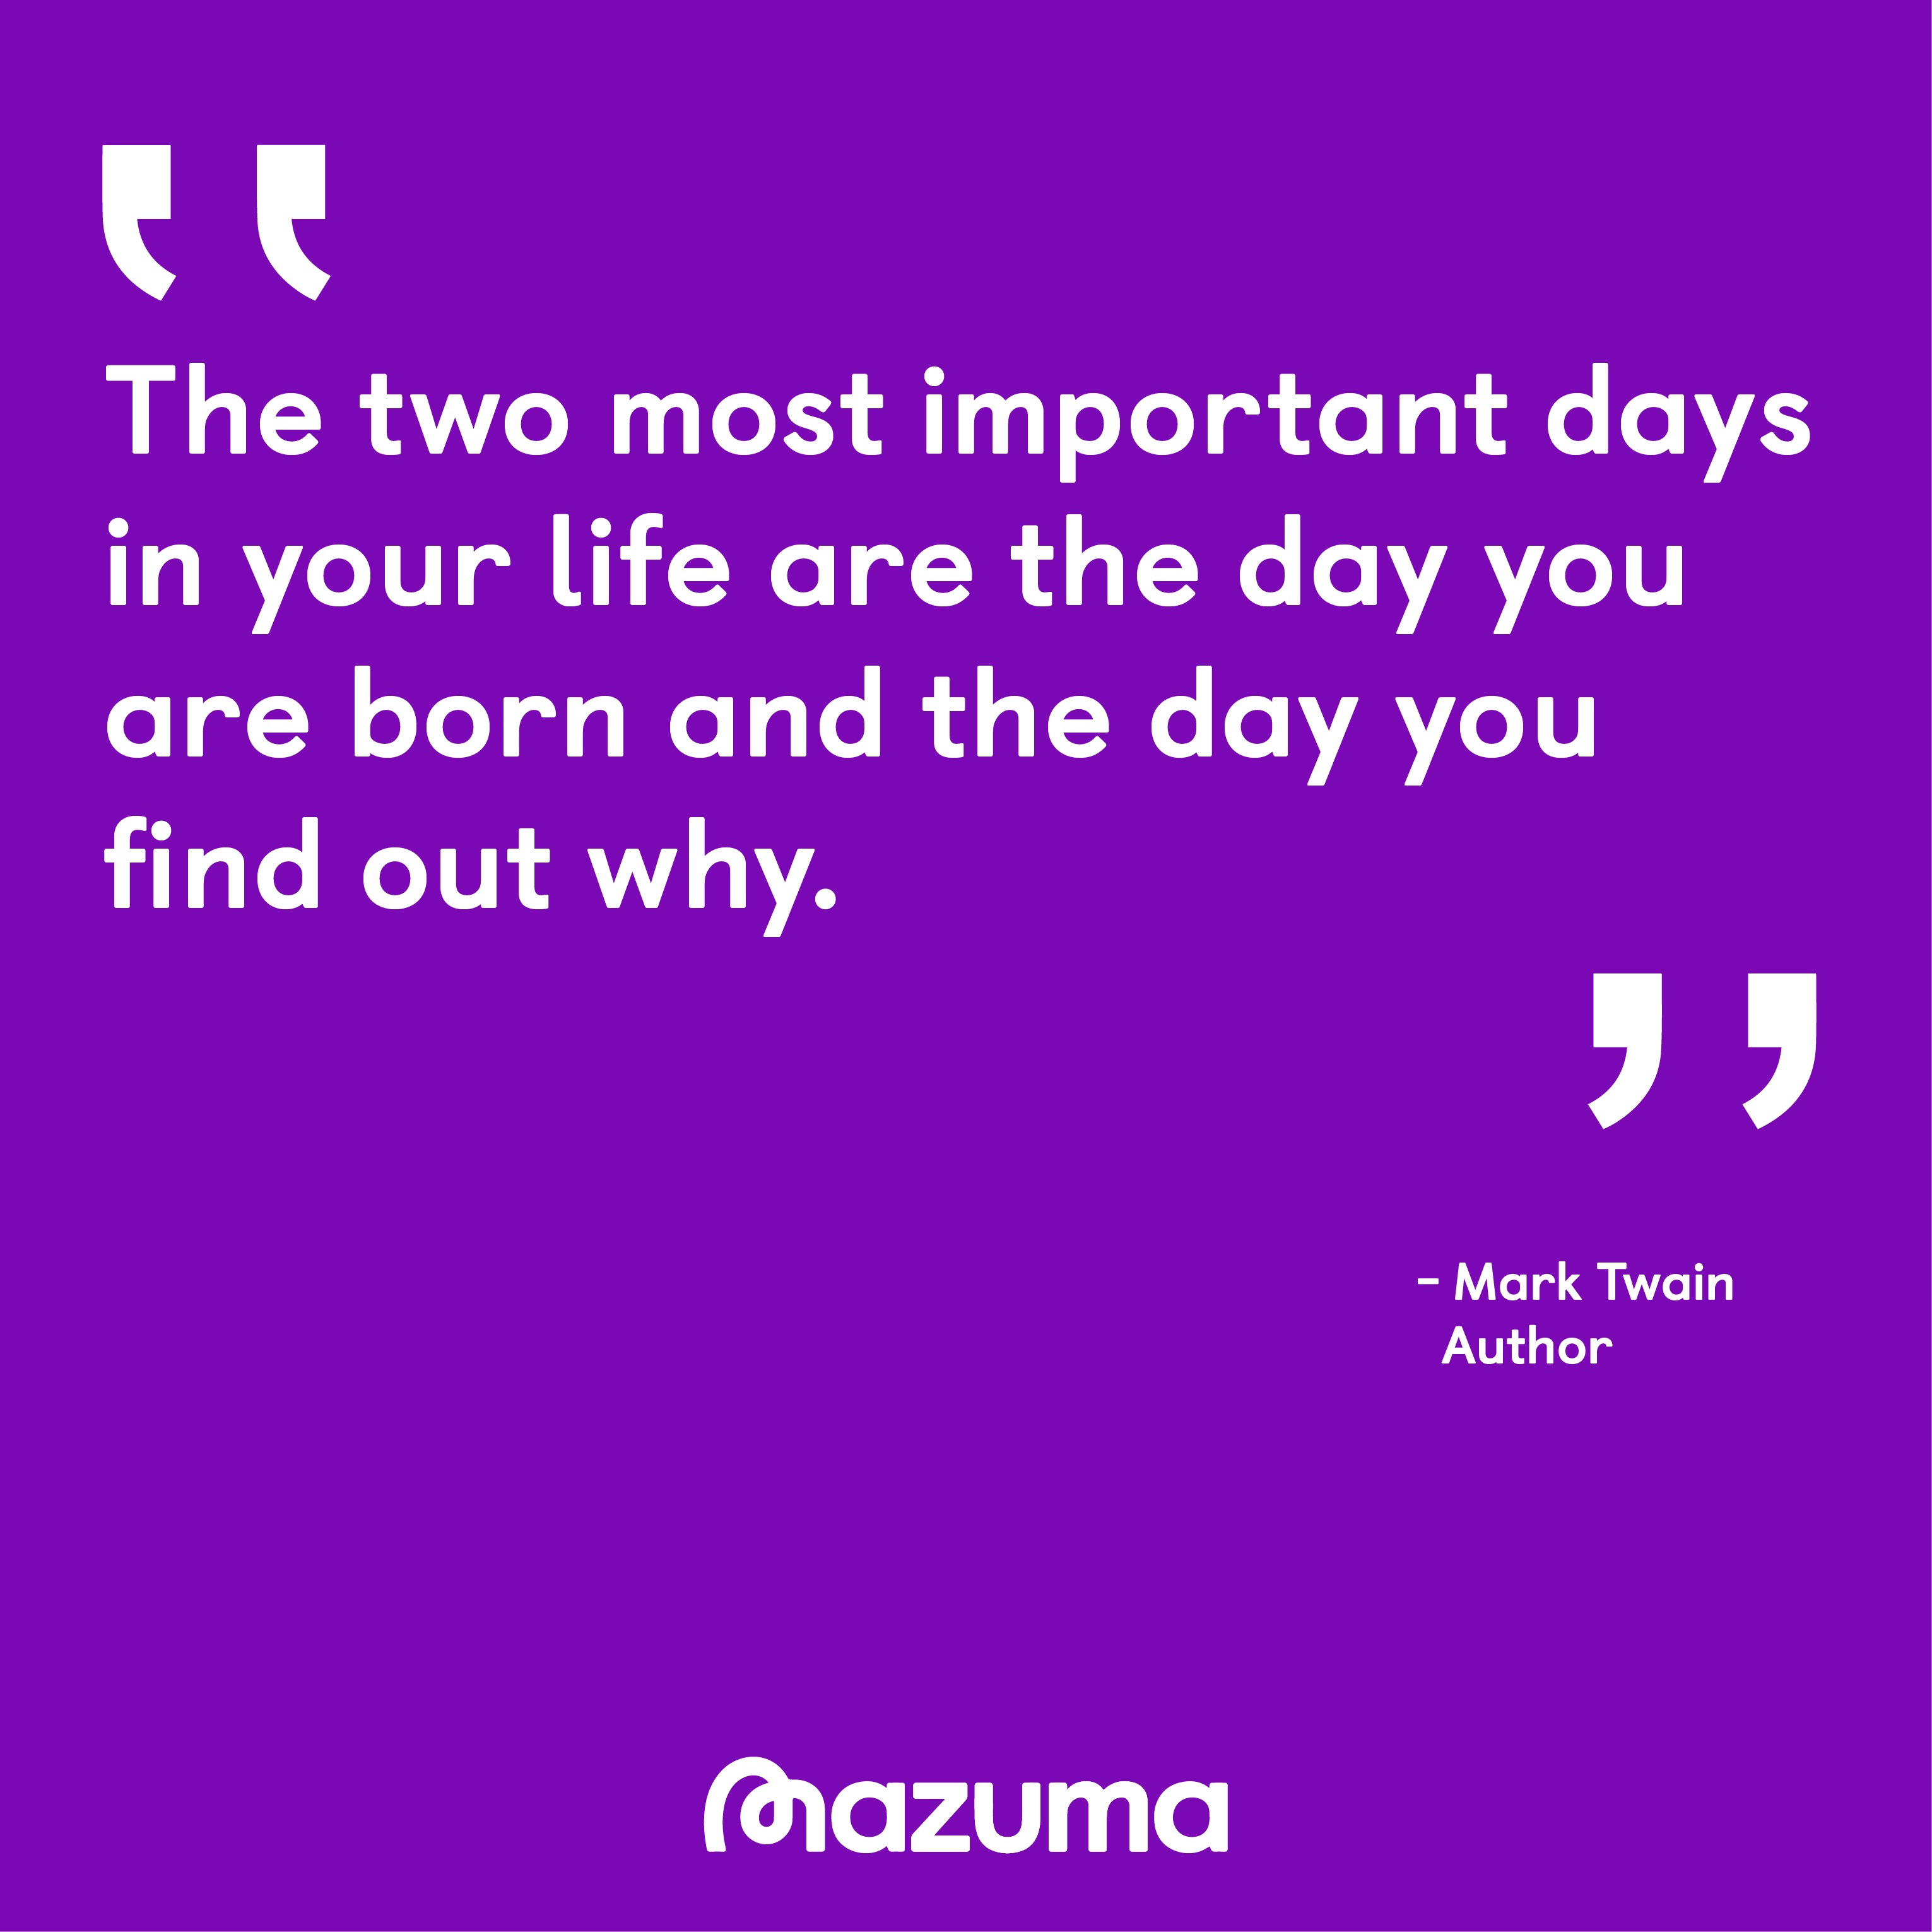 “
The two most important days
in your life are the day you
are born and the day you
find out why.
”
– Mark Twain
Author
mazuma